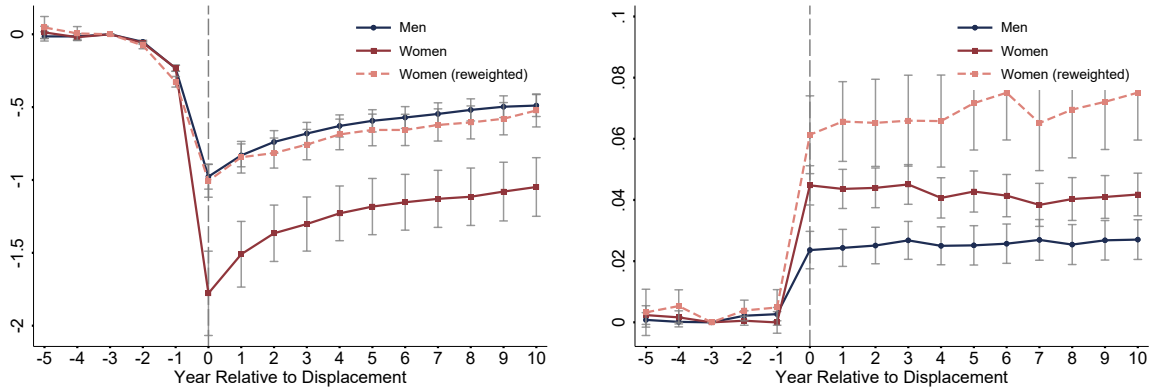 Men
Women
Women (reweighted)
0
-.5
-1
-1.5
-2
-5 -4 -3 -2 -1 0 1 2 3 4 5 6 7 8 9 10
Year Relative to Displacement
Men
Women
Women (reweighted)
.1
.08
.06
.04
.02
0
-5 -4 -3 -2 -1 0 1 2 3 4 5 6 7 8 9 10
Year Relative to Displacement